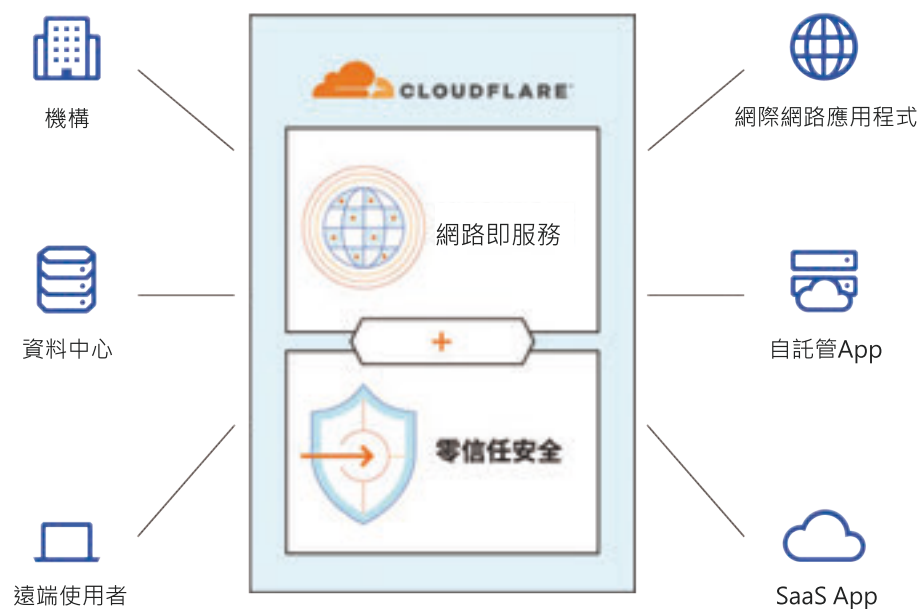 CLOUDFLARE
機構
網際網路應用程式
網路即服務
資料中心
+
自託管App
零信任安全
遠端使用者
SaaS App